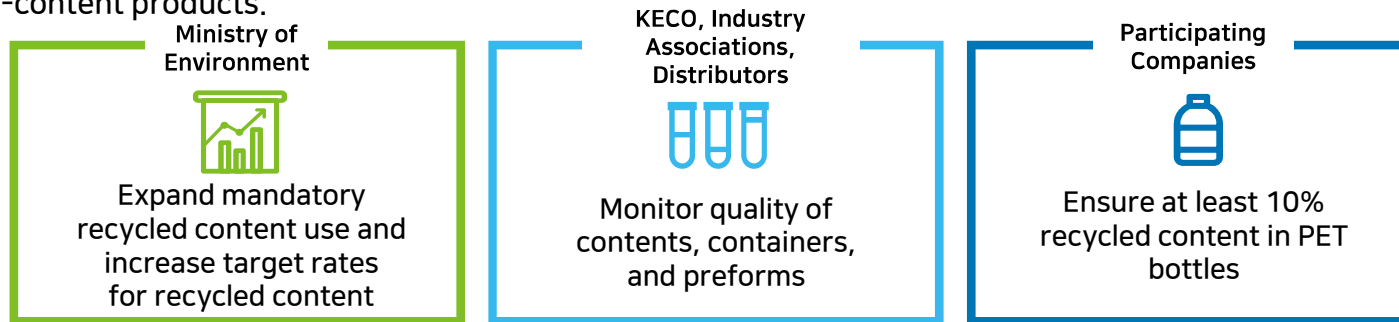 -content products.
Ministry of
Environment
Expand mandatory
recycled content use and
increase target rates
for recycled content
KECO, Industry
Associations,
Distributors
Monitor quality of
contents, containers,
and preforms
Participating
Companies
Ensure at least 10%
recycled content in PET
bottles